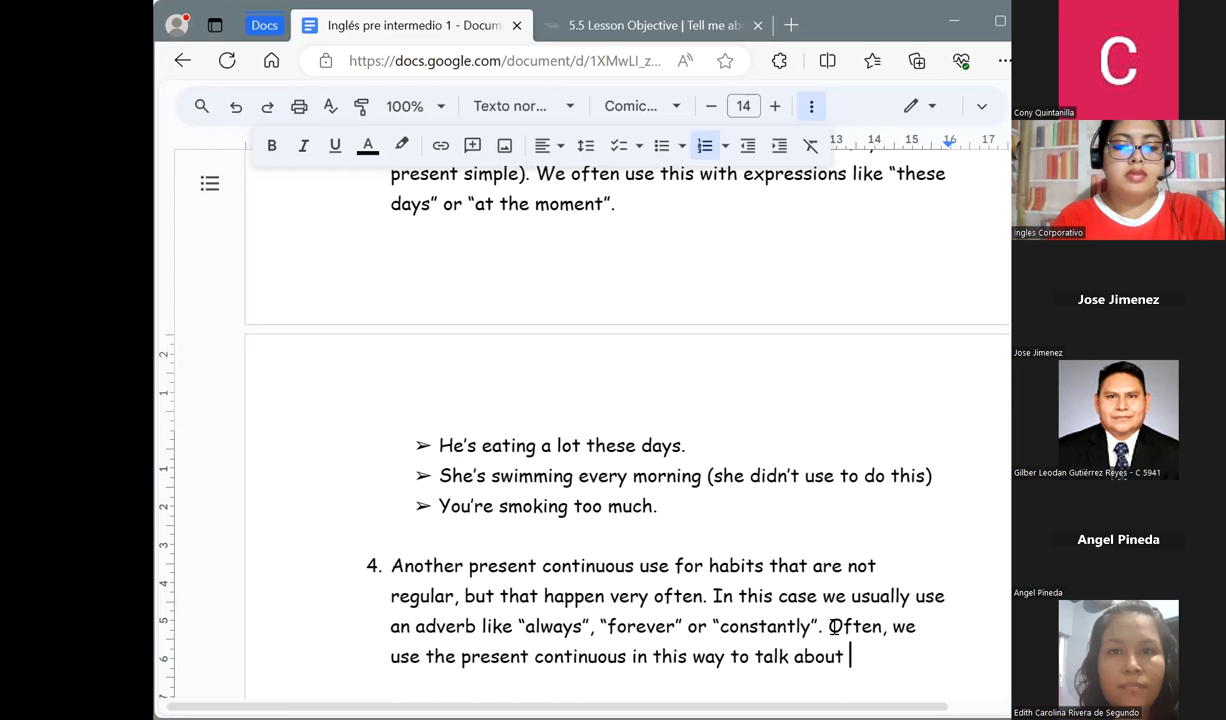 Docs
Inglés pre intermedio 1 - Docum
5.5 Lesson Objective | Tell me ab
https://docs.google.com/document/d/1XMwLI_z...
100%
Texto nor...
Comic...
14
13 14 15 16 17
present simple). We often use this with expressions like “these
days” or “at the moment”.
➢ He’s eating a lot these days.
➢ She’s swimming every morning (she didn’t use to do this)
➢ You’re smoking too much.
4. Another present continuous use for habits that are not
regular, but that happen very often. In this case we usually use
an adverb like “always”, “forever” or “constantly”. Often, we
use the present continuous in this way to talk about
2
1
1
2
3
4
5
6
7
C
Cony Quintanilla
Ingles Corporativo
Jose Jimenez
Jose Jimenez
Gilber Leodan Gutiérrez Reyes - C 5941
Angel Pineda
Angel Pineda
Edith Carolina Rivera de Segundo